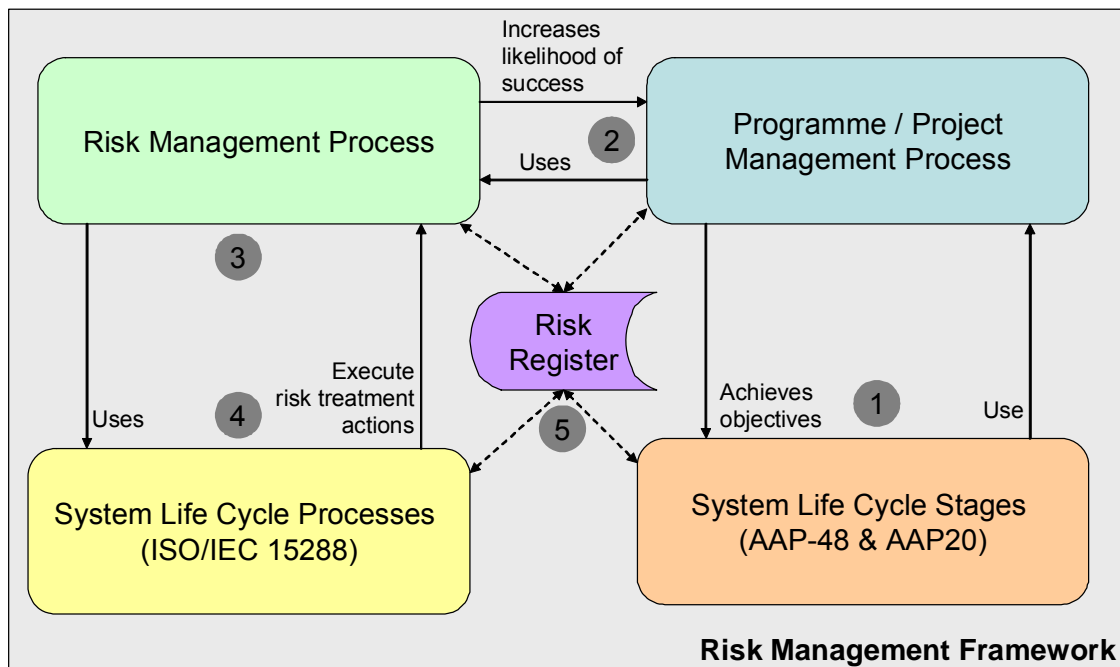 Increases
likelihood of
success
Risk Management Process
Programme / Project
Management Process
2
Uses
3
Risk
Register
Execute
risk treatment
actions
Uses
4
5
Achieves
objectives
1
Use
System Life Cycle Processes
(ISO/IEC 15288)
System Life Cycle Stages
(AAP-48 & AAP20)
Risk Management Framework